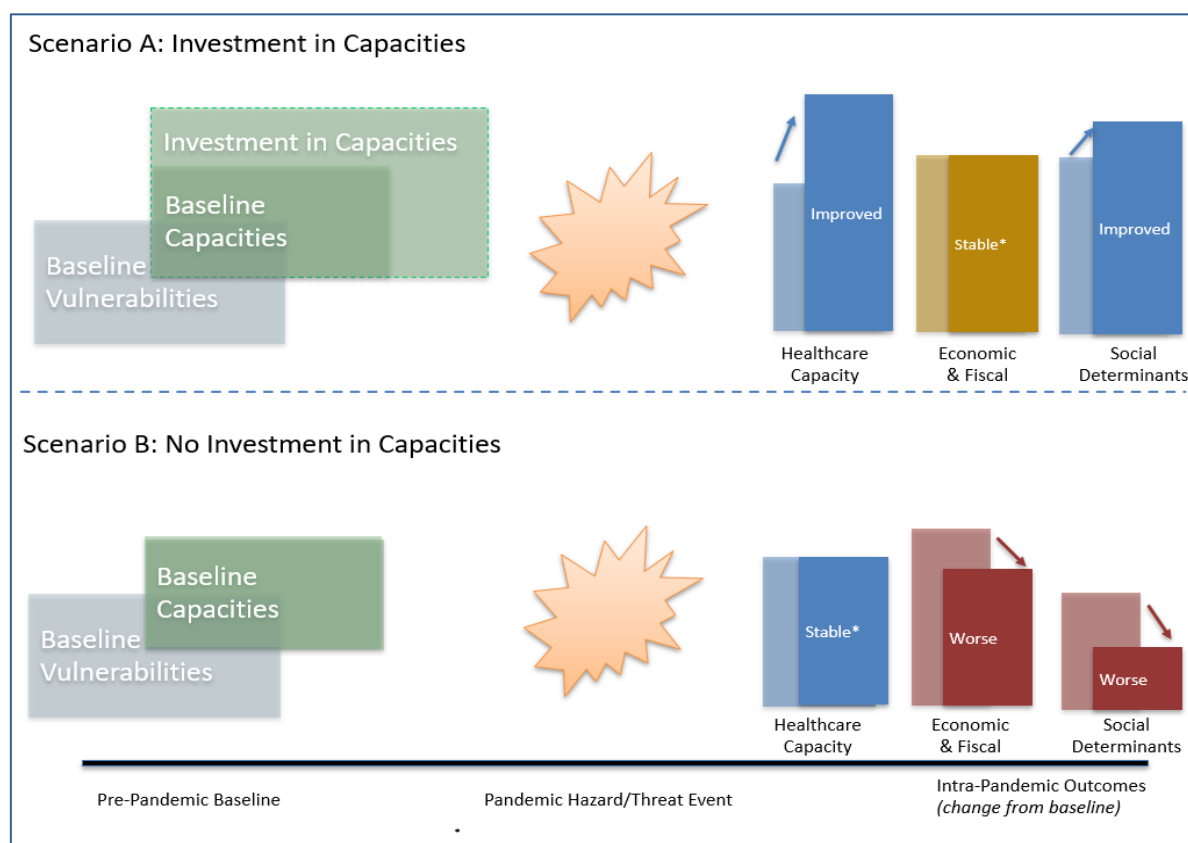 Scenario A: Investment in Capacities
Investment in Capacities
Baseline
Capacities
Baseline
Vulnerabilities
Improved
Stable*
Improved
Healthcare
Capacity
Economic
& Fiscal
Social
Determinants
Scenario B: No Investment in Capacities
Baseline
Capacities
Baseline
Vulnerabilities
Stable*
Worse
Worse
Healthcare
Capacity
Economic
& Fiscal
Social
Determinants
Pre-Pandemic Baseline
Pandemic Hazard/Threat Event
Intra-Pandemic Outcomes
(change from baseline)